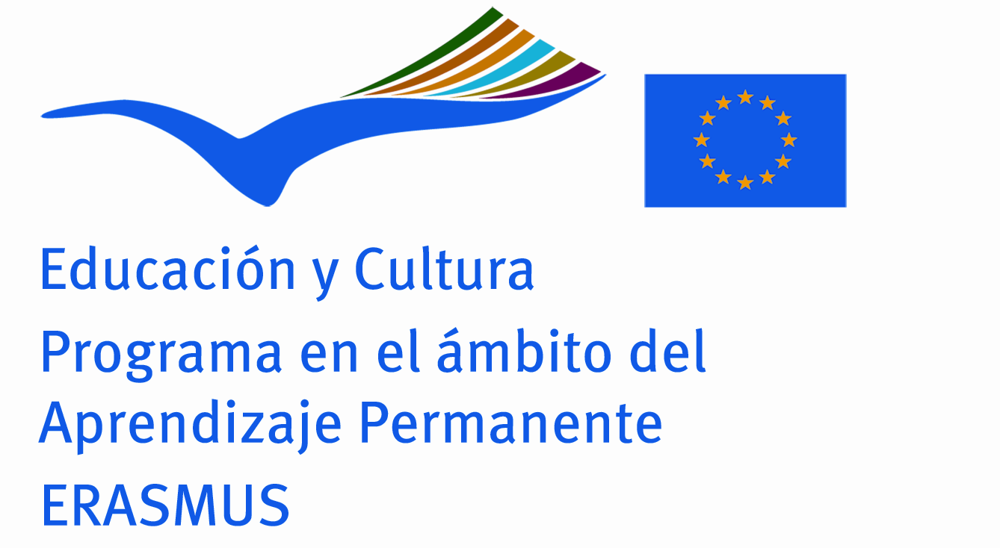 Educación y Cultura
Programa en el ámbito del
Aprendizaje Permanente
ERASMUS